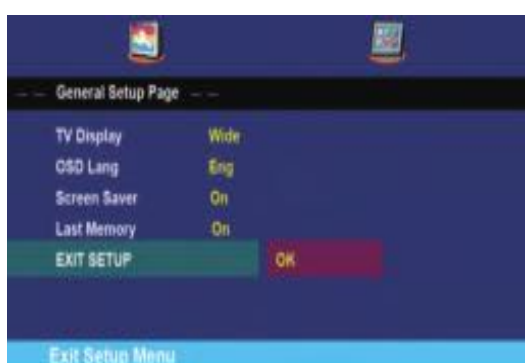 -- General Setup Page --
TV Display Wide
OSD Lang Eng
Screen Saver On
Last Memory On
EXIT SETUP OK
Exit Setup Menu